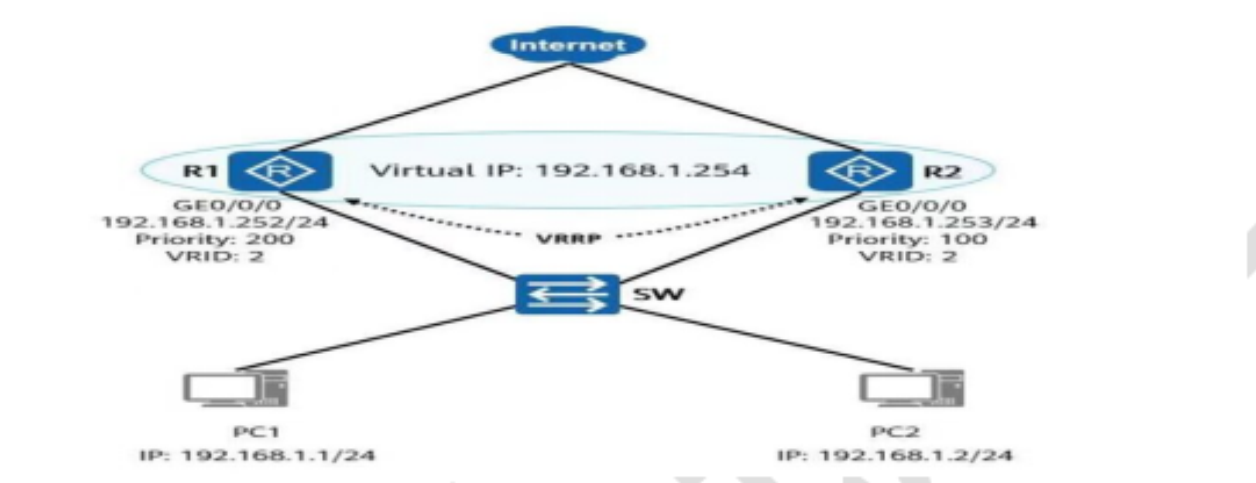 Internet
R1
Virtual IP: 192.168.1.254
R2
GE0/0/0
192.168.1.252/24
Priority: 200
VRID: 2
VRRP
GE0/0/0
192.168.1.253/24
Priority: 100
VRID: 2
SW
PC1
IP: 192.168.1.1/24
PC2
IP: 192.168.1.2/24